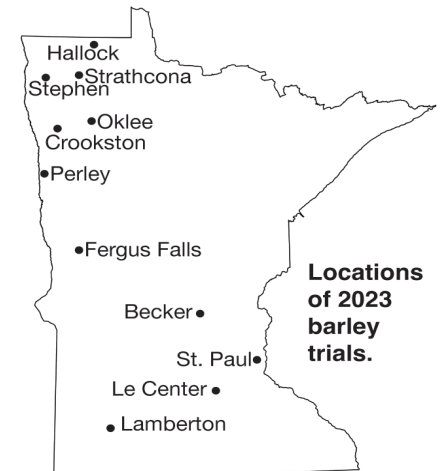 Hallock
Strathcona
Stephen
Oklee
Crookston
Perley
Fergus Falls
Locations
of 2023
barley
trials.
Becker
St. Paul
Le Center
Lamberton